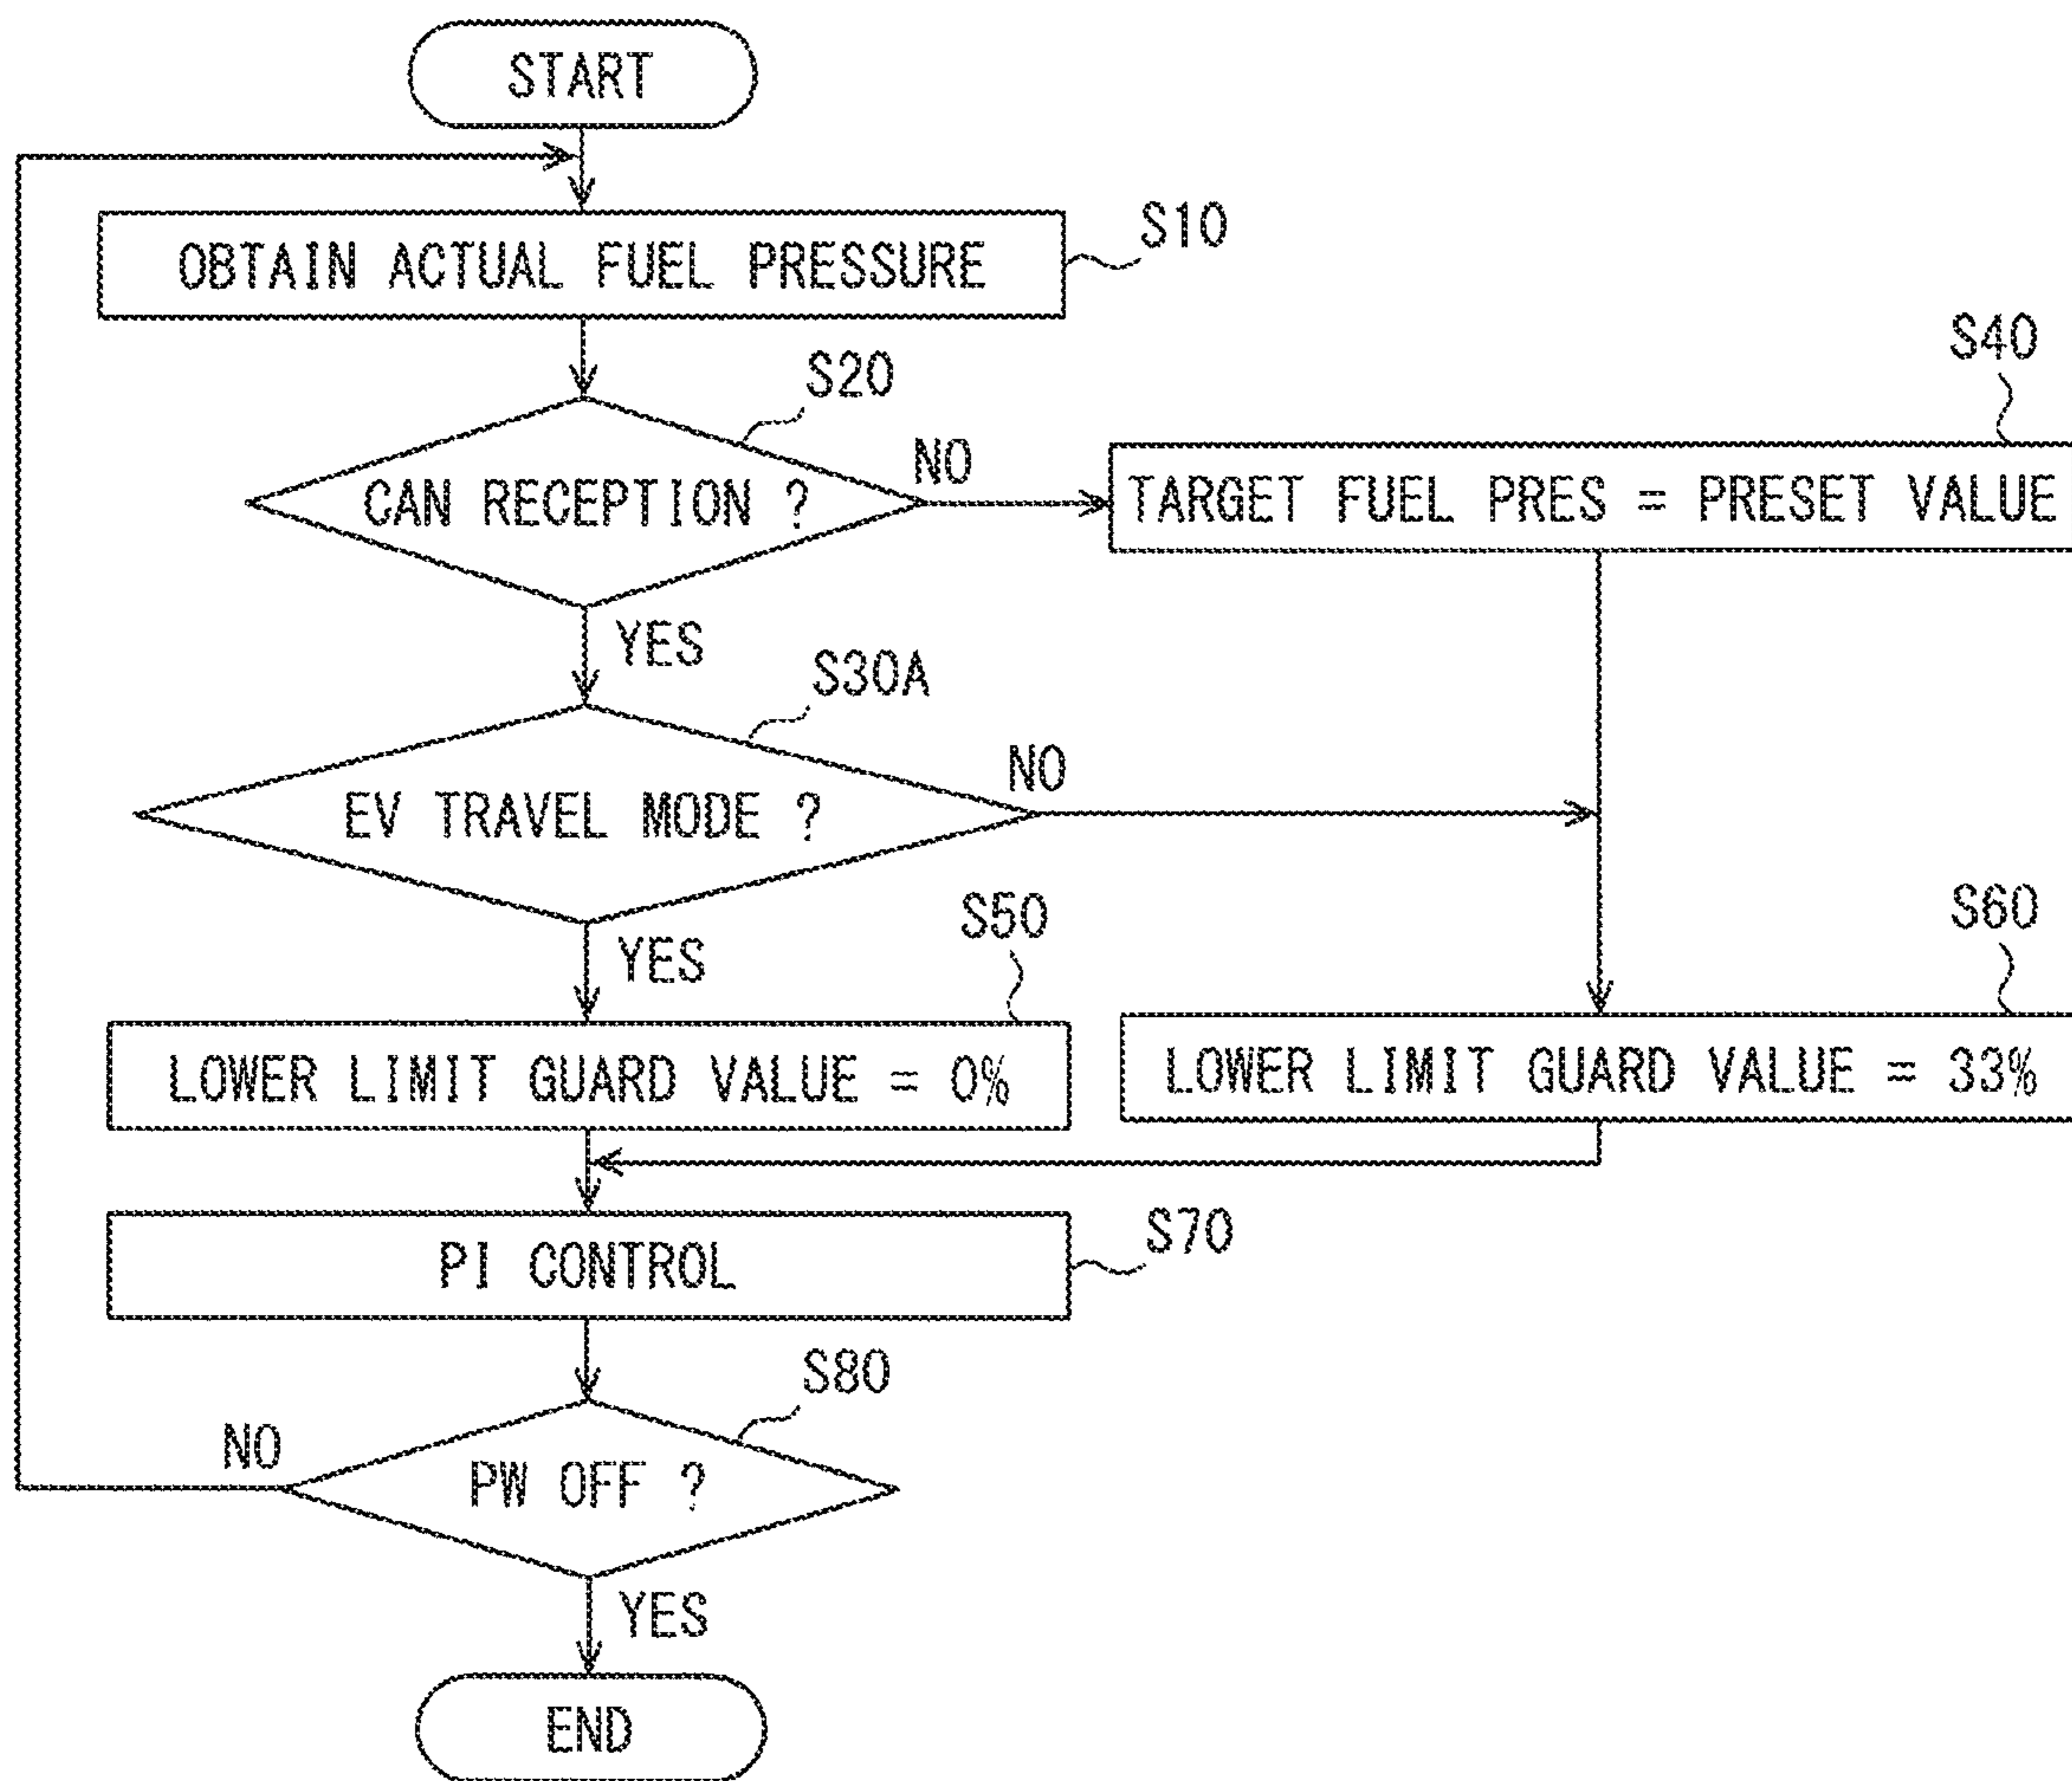 START
OBTAIN ACTUAL FUEL PRESSURE
S10
S20
CAN RECEPTION ?
NO
S40
TARGET FUEL PRES = PRESET VALUE
YES
S30A
EV TRAVEL MODE ?
NO
YES
S50
LOWER LIMIT GUARD VALUE = 0%
S60
LOWER LIMIT GUARD VALUE = 33%
PI CONTROL
S70
S80
PW OFF ?
NO
YES
END